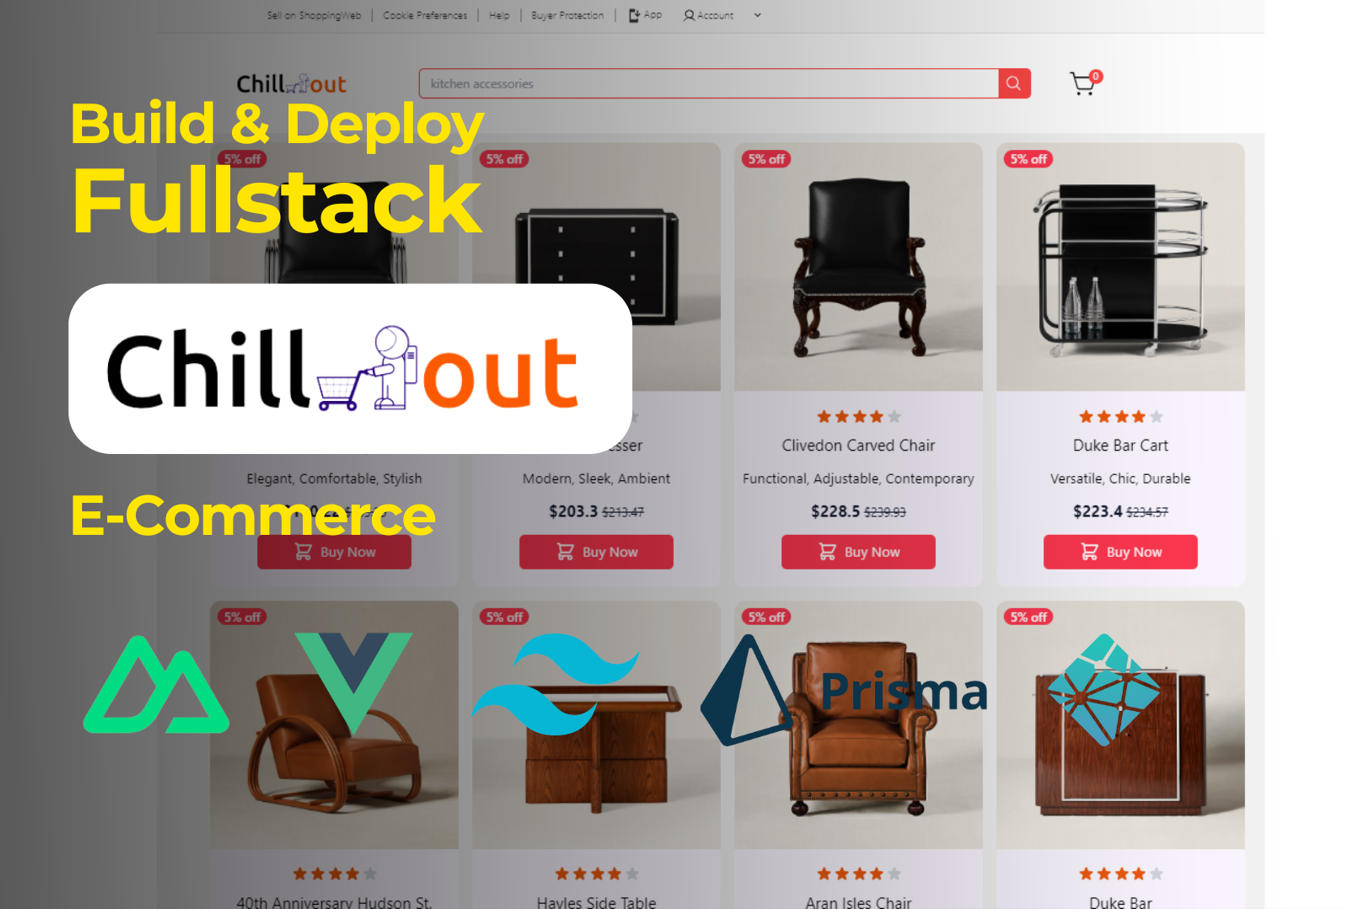 Sell on ShoppingWeb | Cookie Preferences | Help | Buyer Protection | App Account
Chill out
kitchen accessories
0
Build & Deploy
Fullstack
5% off 5% off 5% off 5% off
Chill out
Clivedon Carved Chair Duke Bar Cart
Elegant, Comfortable, Stylish Modern, Sleek, Ambient Functional, Adjustable, Contemporary Versatile, Chic, Durable
E-Commerce
$203.3 $213.47 $228.5 $239.93 $223.4 $234.57
Buy Now Buy Now Buy Now Buy Now
5% off 5% off 5% off 5% off
Prisma
40th Anniversary Hudson St. Hayles Side Table Aran Isles Chair Duke Bar